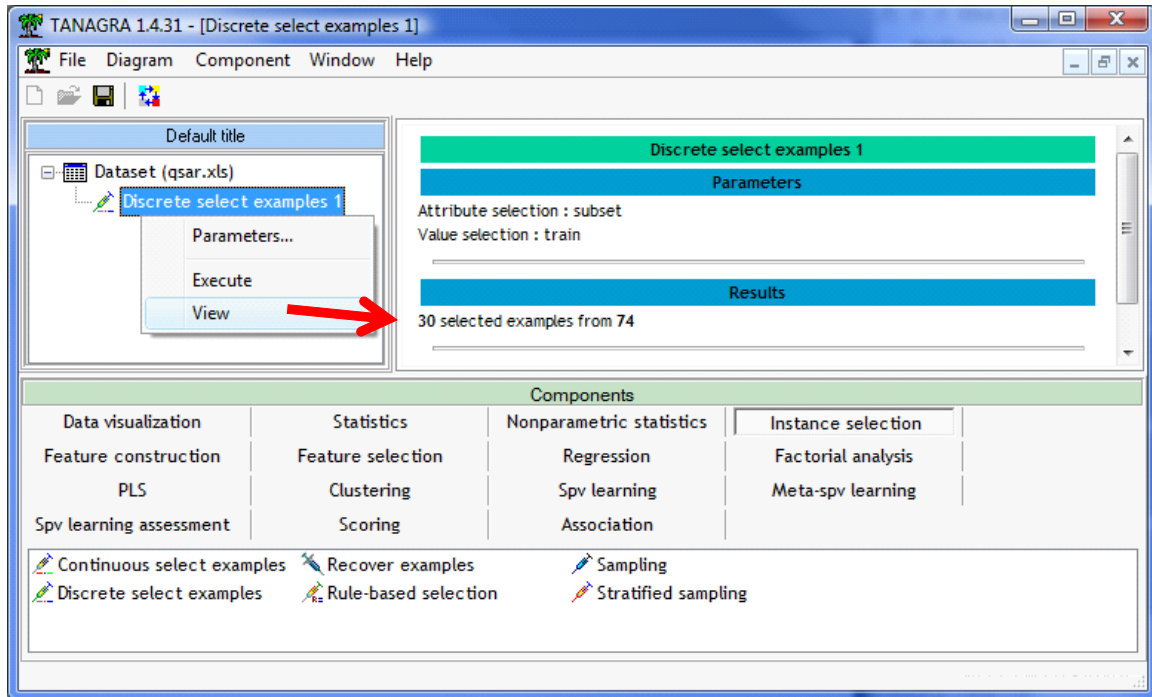 TANAGRA 1.4.31 - [Discrete select examples 1]
File Diagram Component Window Help
Default title
Dataset (qsar.xls)
Discrete select examples 1
Parameters...
Execute
View
Discrete select examples 1
Parameters
Attribute selection : subset
Value selection : train
Results
30 selected examples from 74
Components
Data visualization Statistics Nonparametric statistics Instance selection
Feature construction Feature selection Regression Factorial analysis
PLS Clustering Spv learning Meta-spv learning
Spv learning assessment Scoring Association
Continuous select examples Recover examples Sampling
Discrete select examples Rule-based selection Stratified sampling